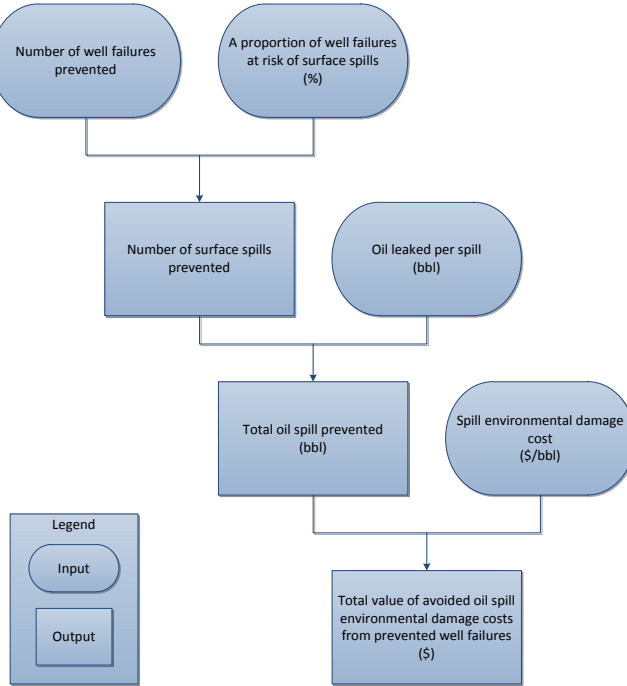 Number of well failures
prevented
A proportion of well failures
at risk of surface spills
(%)
Number of surface spills
prevented
Oil leaked per spill
(bbl)
Total oil spill prevented
(bbl)
Spill environmental damage
cost
($/bbl)
Legend
Input
Output
Total value of avoided oil spill
environmental damage costs
from prevented well failures
($)